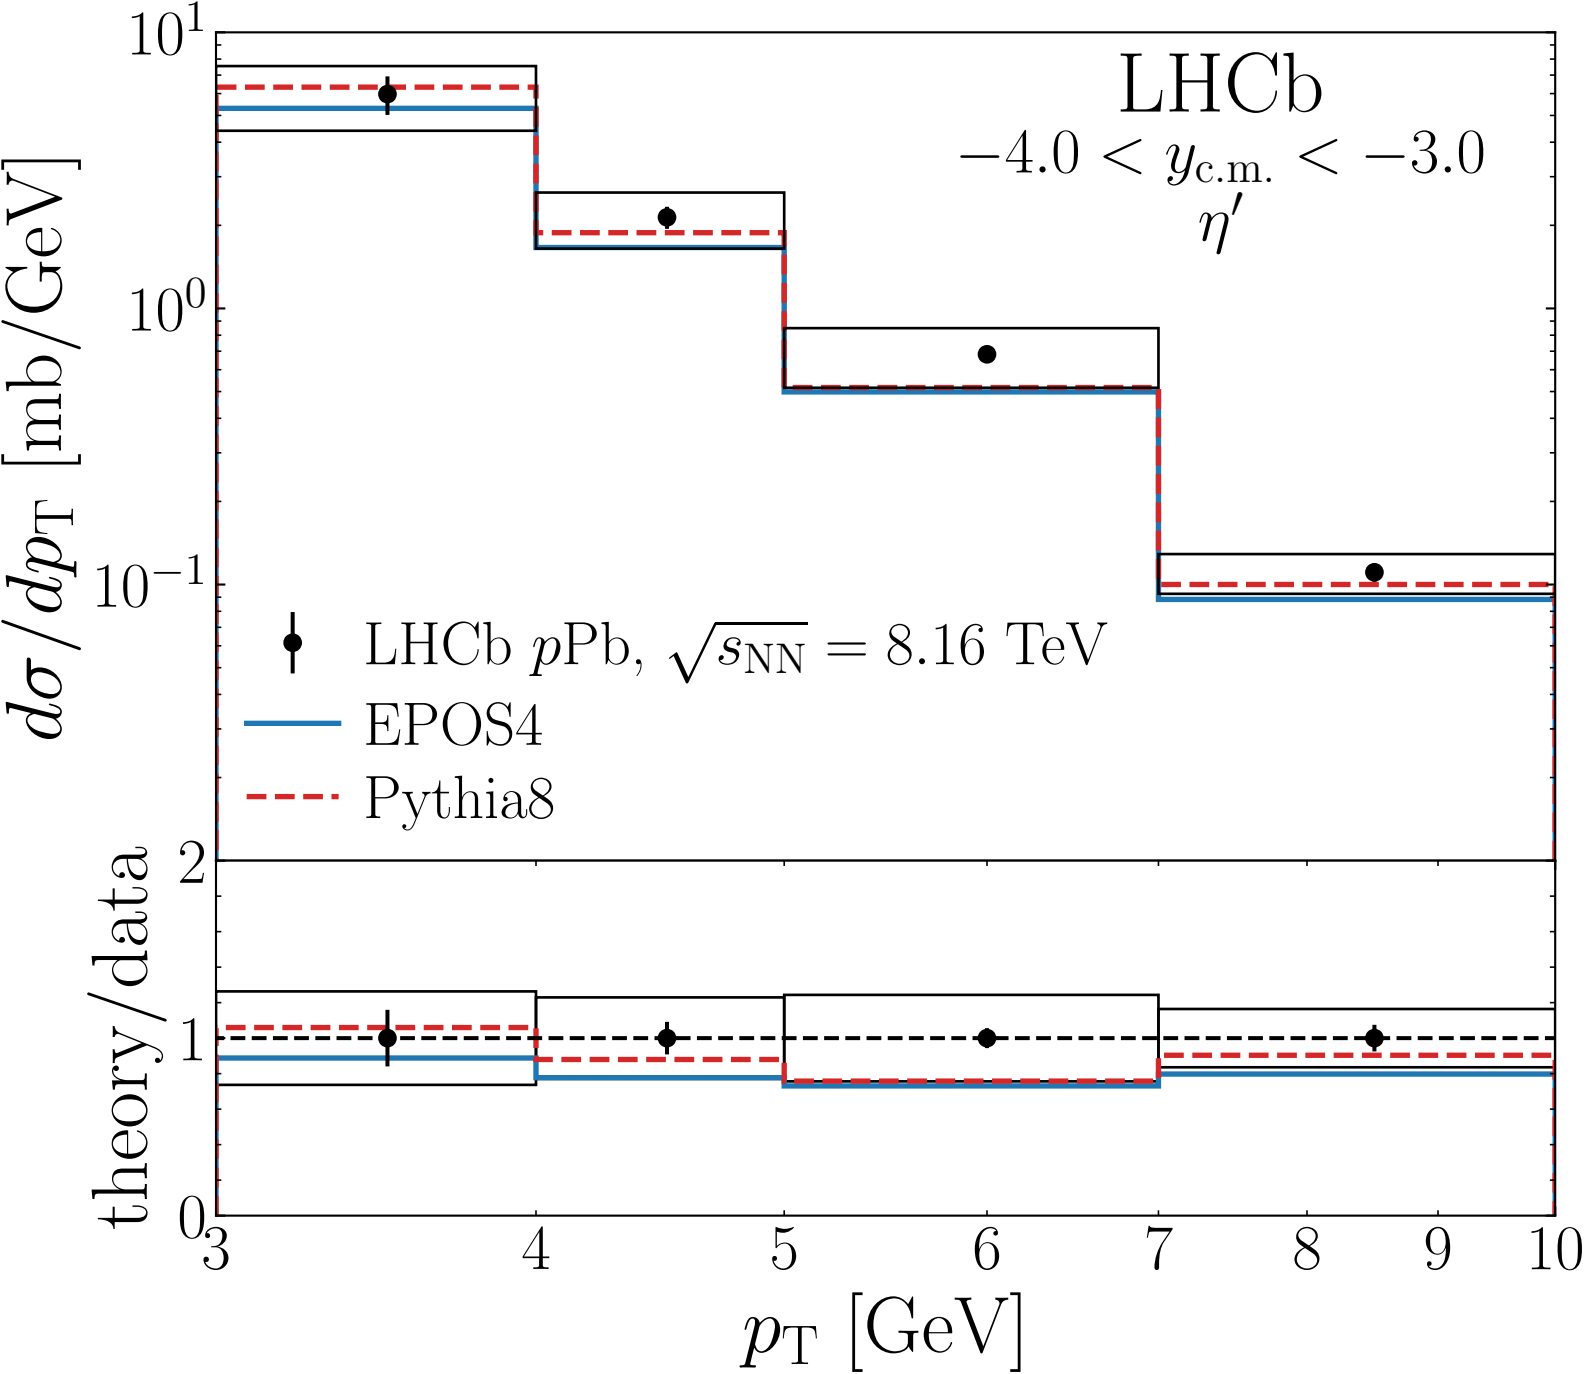 LHCb
−4.0 < y_c.m. < −3.0
η′
10^1
10^0
10^−1
dσ/dp_T [mb/GeV]
LHCb pPb, √s_NN = 8.16 TeV
EPOS4
Pythia8
2
1
0
theory/data
3 4 5 6 7 8 9 10
p_T [GeV]